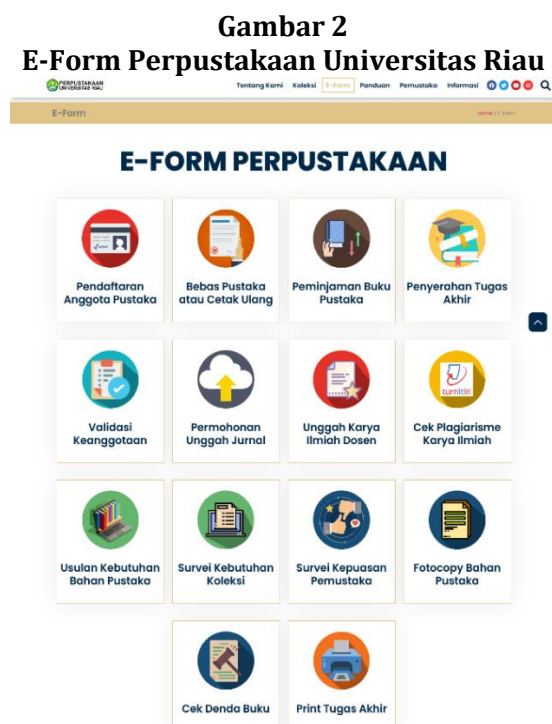 Gambar 2
E-Form Perpustakaan Universitas Riau
PERPUSTAKAAN
UNIVERSITAS RIAU
Tentang Kami Koleksi E-Form Panduan Pemustaka Informasi
E-Form
Home / E-Form
E-FORM PERPUSTAKAAN
Pendaftaran
Anggota Pustaka
Bebas Pustaka
atau Cetak Ulang
Peminjaman Buku
Pustaka
Penyerahan Tugas
Akhir
Validasi
Keanggotaan
Permohonan
Unggah Jurnal
Unggah Karya
Ilmiah Dosen
turnitin
Cek Plagiarisme
Karya Ilmiah
Usulan Kebutuhan
Bahan Pustaka
Survei Kebutuhan
Koleksi
Survei Kepuasan
Pemustaka
Fotocopy Bahan
Pustaka
Cek Denda Buku
Print Tugas Akhir